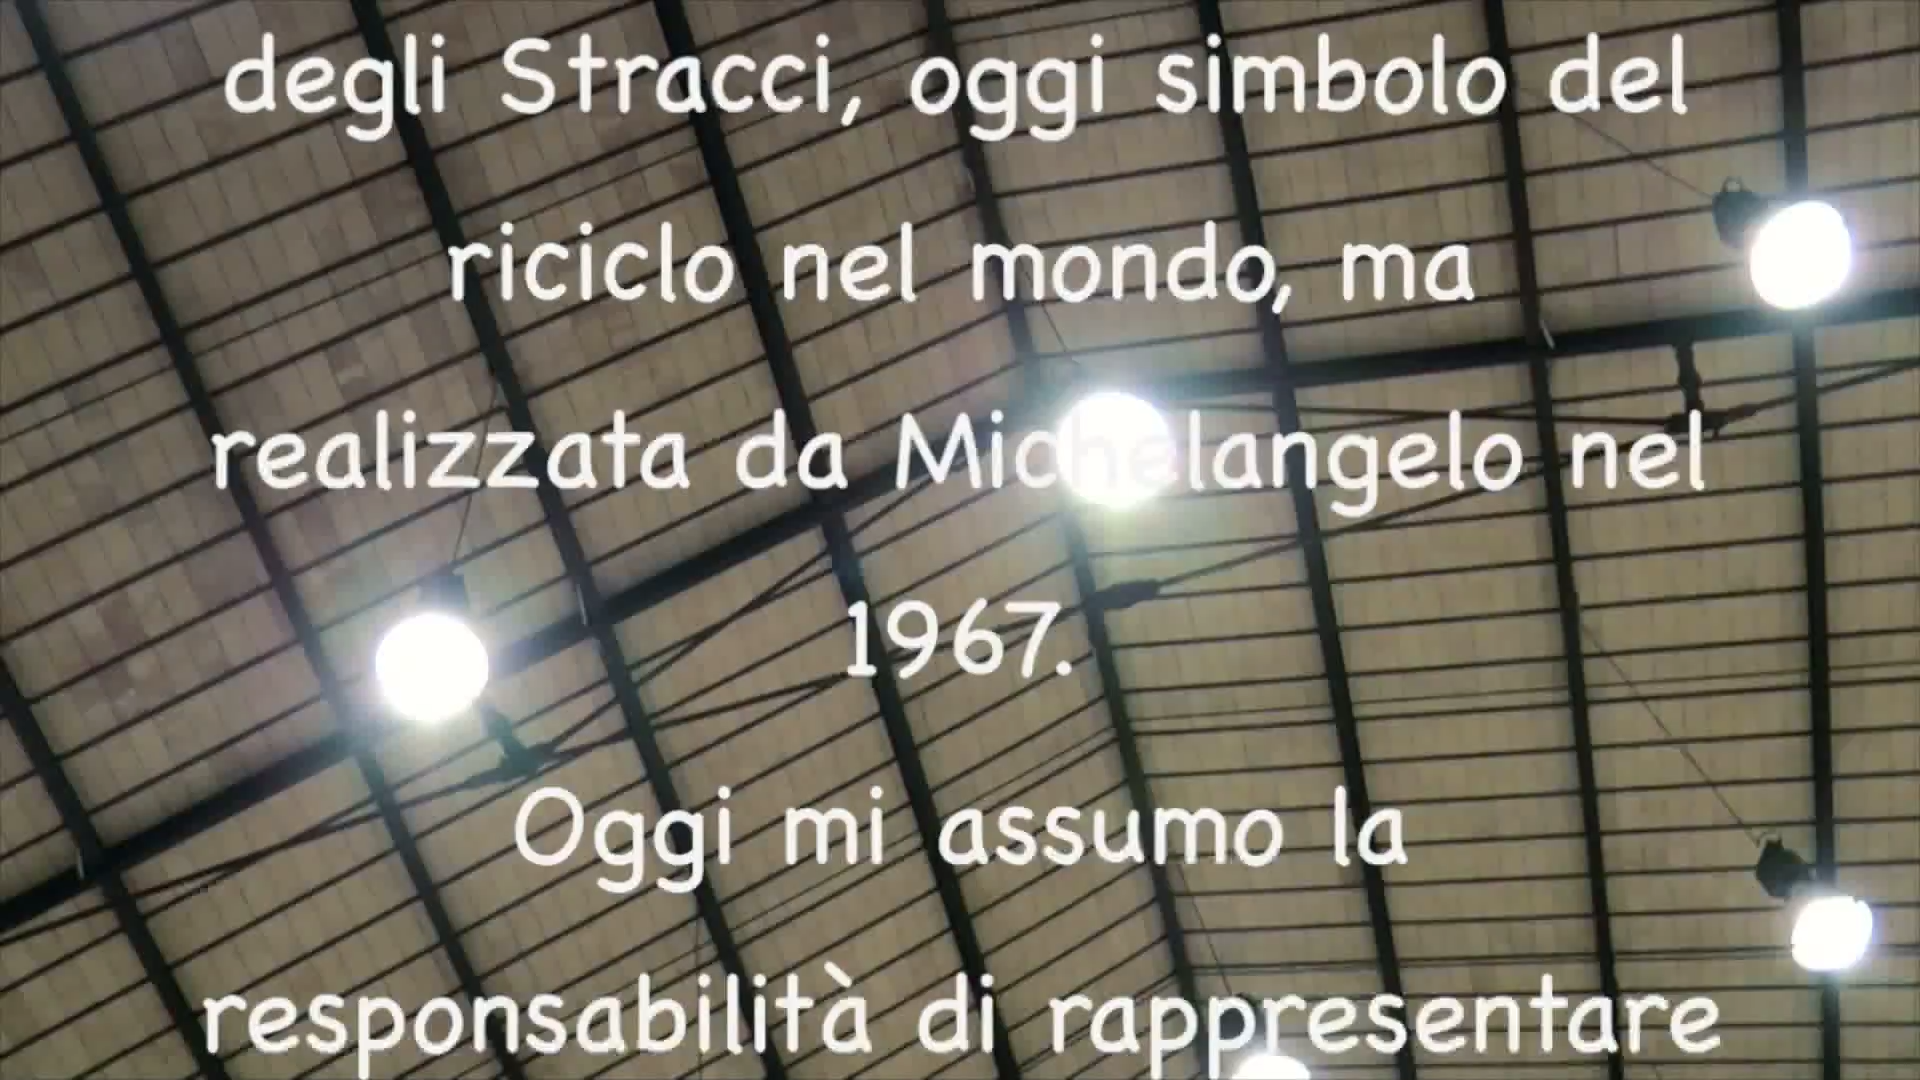 degli Stracci, oggi simbolo del
riciclo nel mondo, ma
realizzata da Michelangelo nel
1967.
Oggi mi assumo la
responsabilità di rappresentare